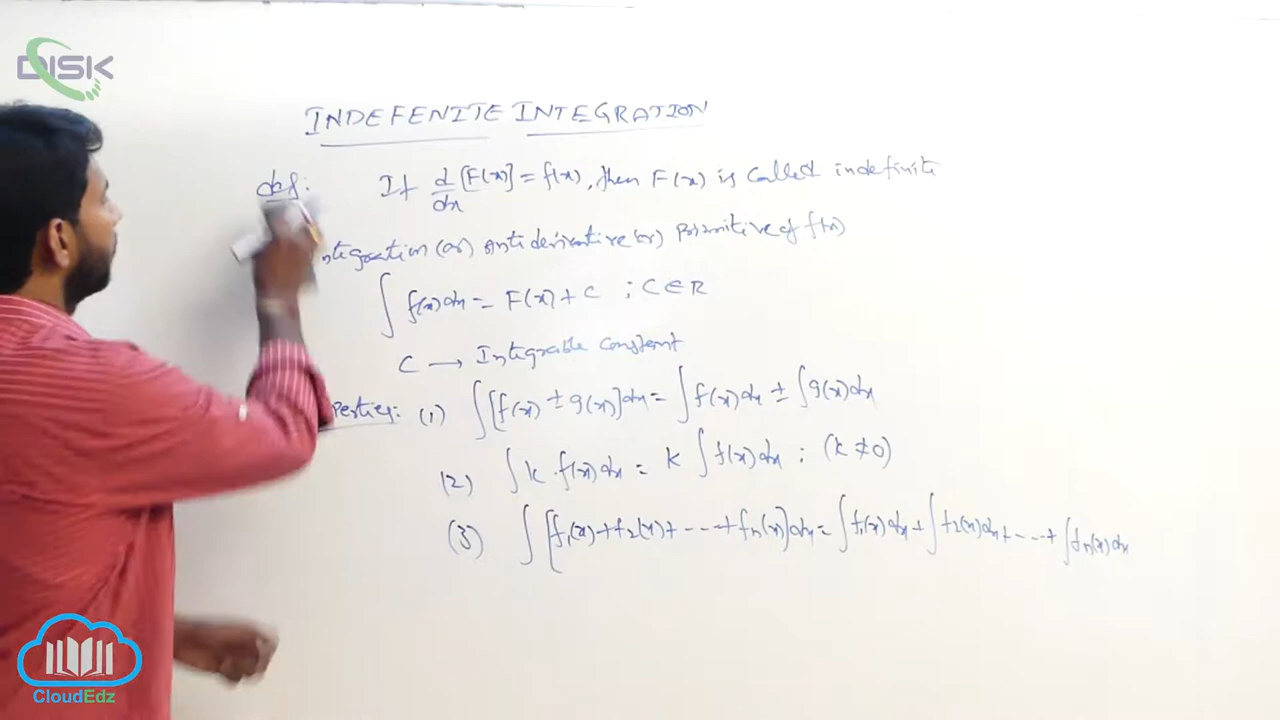 DISK
INDEFENITE INTEGRATION
def: If d/dx [F(x)] = f(x), then F(x) is called indefinite
ntegration (or) Antiderivative (or) Primitive of f(x)
∫ f(x) dx = F(x) + C ; C ∈ R
C → Integrable constant
perties: (1) ∫ [f(x) ± g(x)] dx = ∫ f(x) dx ± ∫ g(x) dx
(2) ∫ k . f(x) dx = k ∫ f(x) dx ; (k ≠ 0)
(3) ∫ [f₁(x) + f₂(x) + ---- + fn(x)] dx = ∫ f₁(x) dx + ∫ f₂(x) dx + ---- + ∫ fn(x) dx
CloudEdz